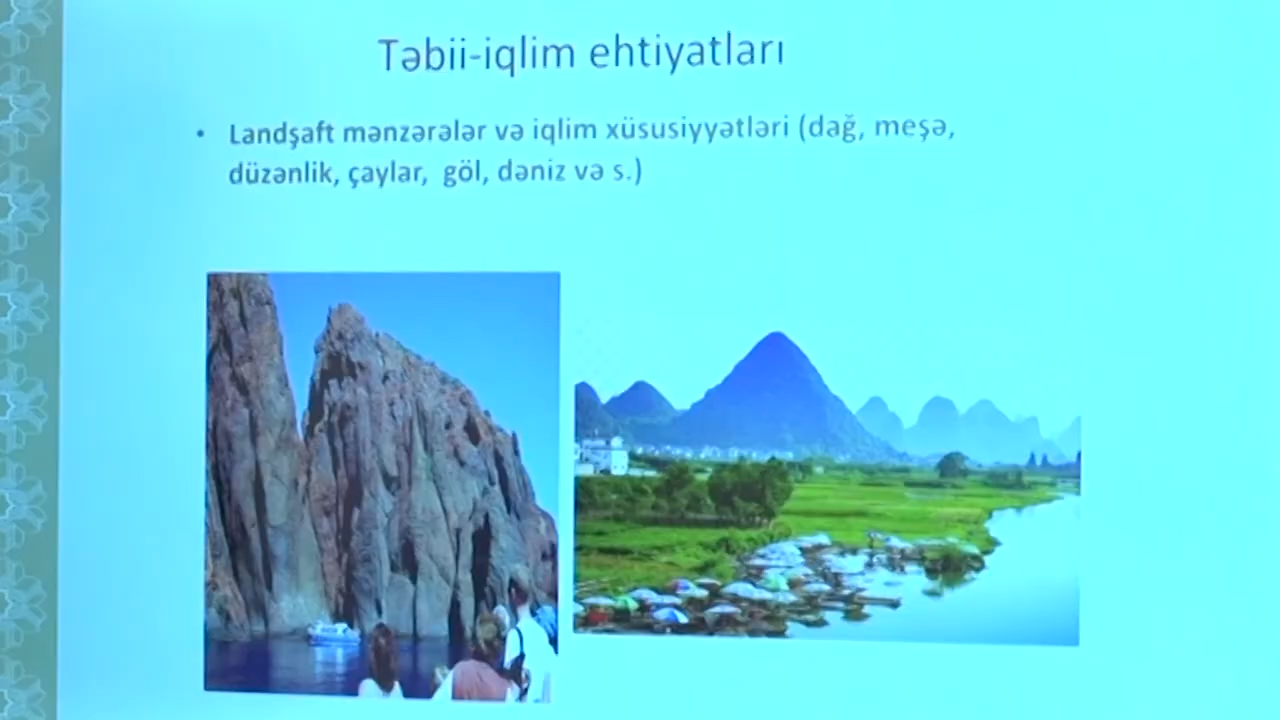 Təbii-iqlim ehtiyatları
• Landşaft mənzərələr və iqlim xüsusiyyətləri (dağ, meşə,
düzənlik, çaylar, göl, dəniz və s.)